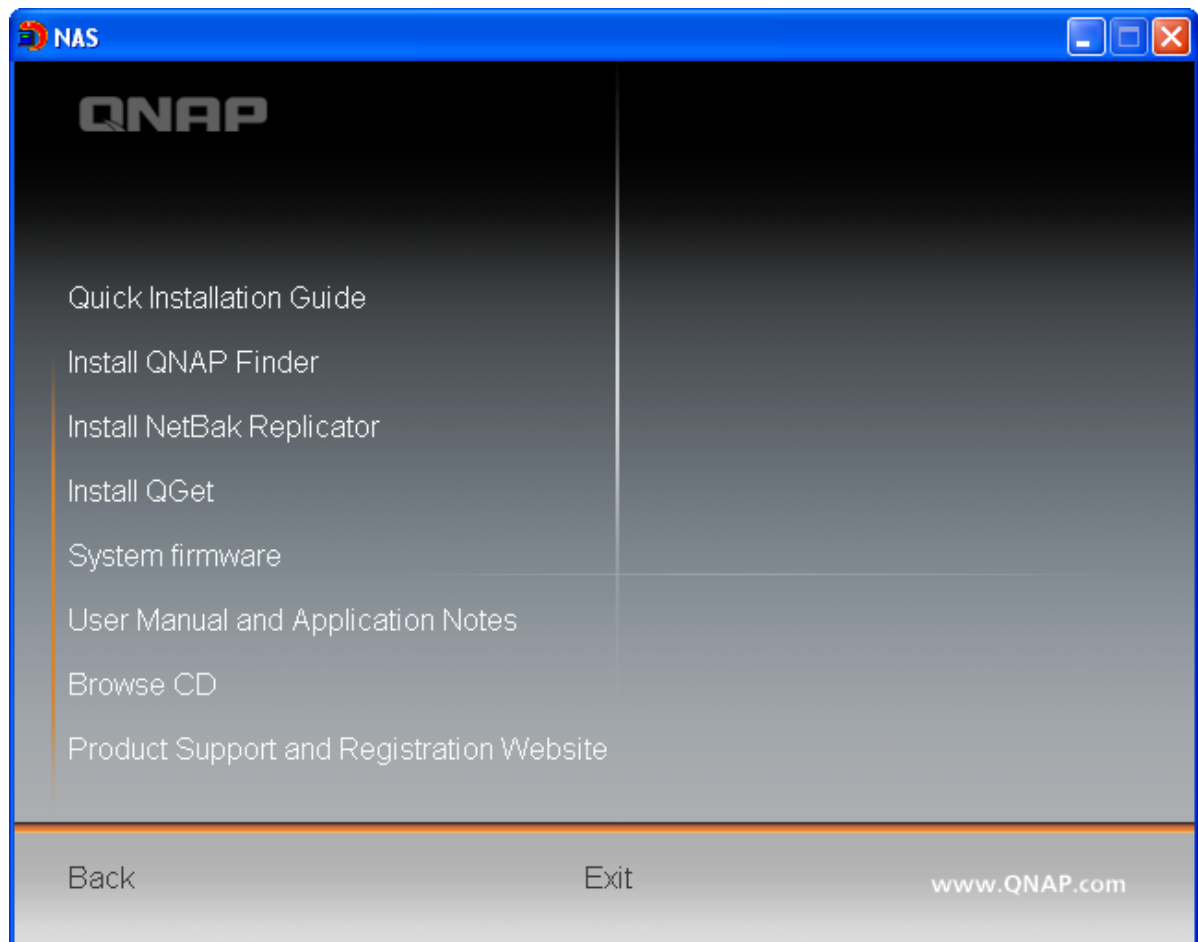 NAS
QNAP
Quick Installation Guide
Install QNAP Finder
Install NetBak Replicator
Install QGet
System firmware
User Manual and Application Notes
Browse CD
Product Support and Registration Website
Back Exit www.QNAP.com